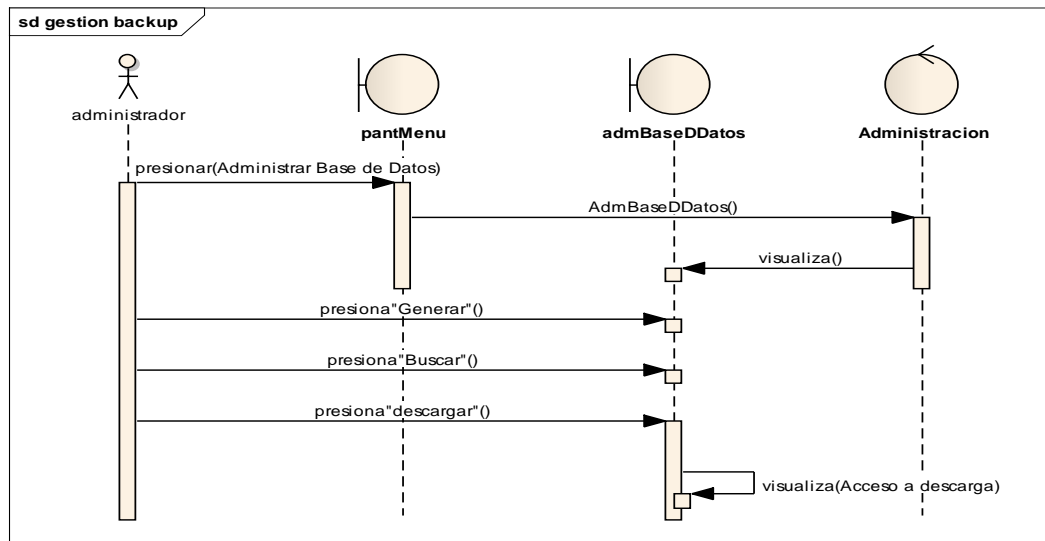 sd gestion backup
administrador
pantMenu
admBaseDDatos
Administracion
presionar(Administrar Base de Datos)
AdmBaseDDatos()
visualiza()
presiona"Generar"()
presiona"Buscar"()
presiona"descargar"()
visualiza(Acceso a descarga)